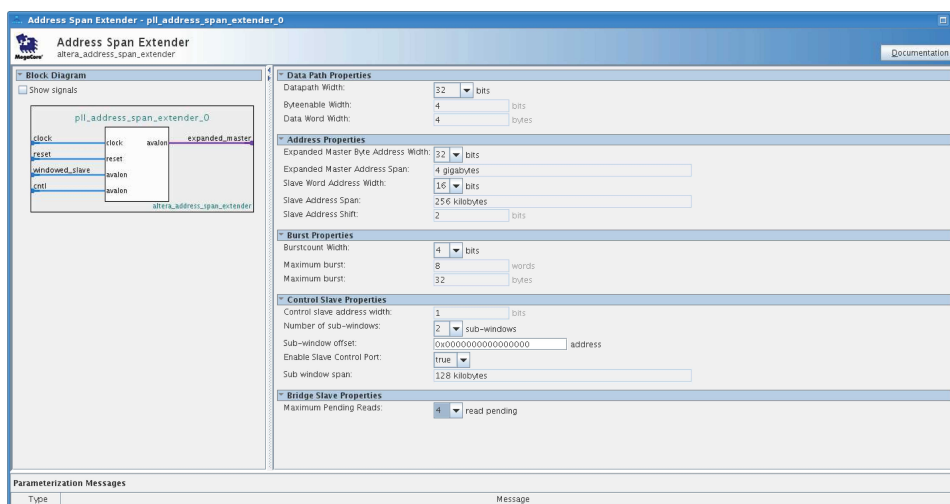 Address Span Extender - pll_address_span_extender_0
Address Span Extender
altera_address_span_extender
MegaCore'
Documentation
Block Diagram
Show signals
pll_address_span_extender_0
clock
clock
avalon
expanded_master
reset
reset
windowed_slave
avalon
cntl
avalon
altera_address_span_extender
Data Path Properties
Datapath Width: 32 bits
Byteenable Width: 4 bits
Data Word Width: 4 bytes
Address Properties
Expanded Master Byte Address Width: 32 bits
Expanded Master Address Span: 4 gigabytes
Slave Word Address Width: 16 bits
Slave Address Span: 256 kilobytes
Slave Address Shift: 2 bits
Burst Properties
Burstcount Width: 4 bits
Maximum burst: 8 words
Maximum burst: 32 bytes
Control Slave Properties
Control slave address width: 1 bits
Number of sub-windows: 2 sub-windows
Sub-window offset: 0x0000000000000000 address
Enable Slave Control Port: true
Sub window span: 128 kilobytes
Bridge Slave Properties
Maximum Pending Reads: 4 read pending
Parameterization Messages
Type Message